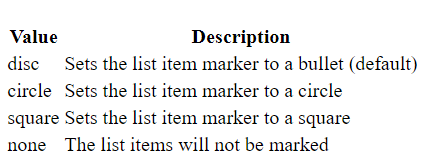 Value Description
disc Sets the list item marker to a bullet (default)
circle Sets the list item marker to a circle
square Sets the list item marker to a square
none The list items will not be marked